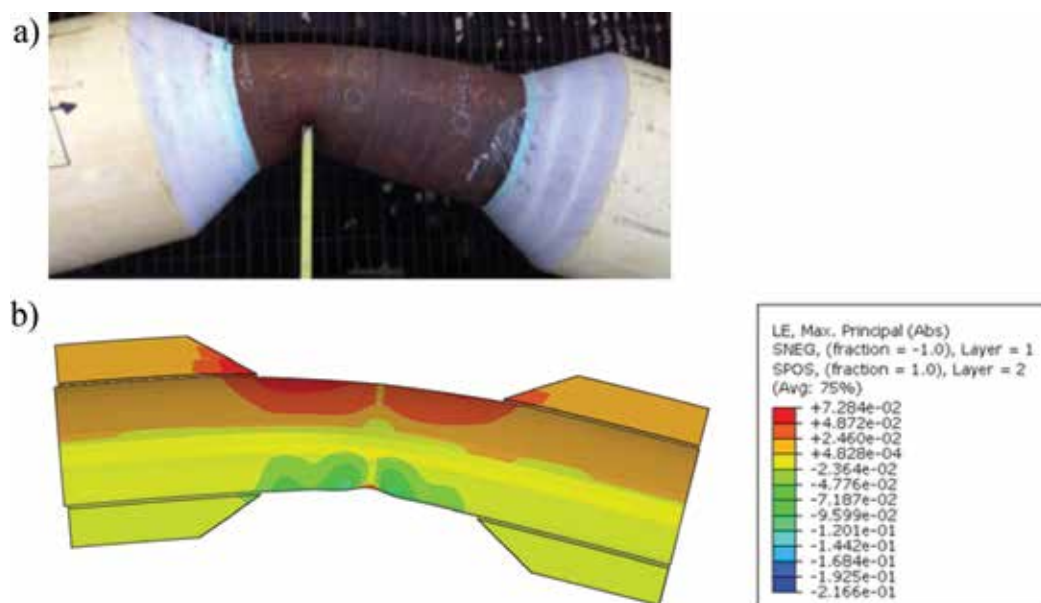 a)
b)
LE, Max. Principal (Abs)
SNEG, (fraction = -1.0), Layer = 1
SPOS, (fraction = 1.0), Layer = 2
(Avg: 75%)
+7.284e-02
+4.872e-02
+2.460e-02
+4.828e-04
-2.364e-02
-4.776e-02
-7.187e-02
-9.599e-02
-1.201e-01
-1.442e-01
-1.684e-01
-1.925e-01
-2.166e-01